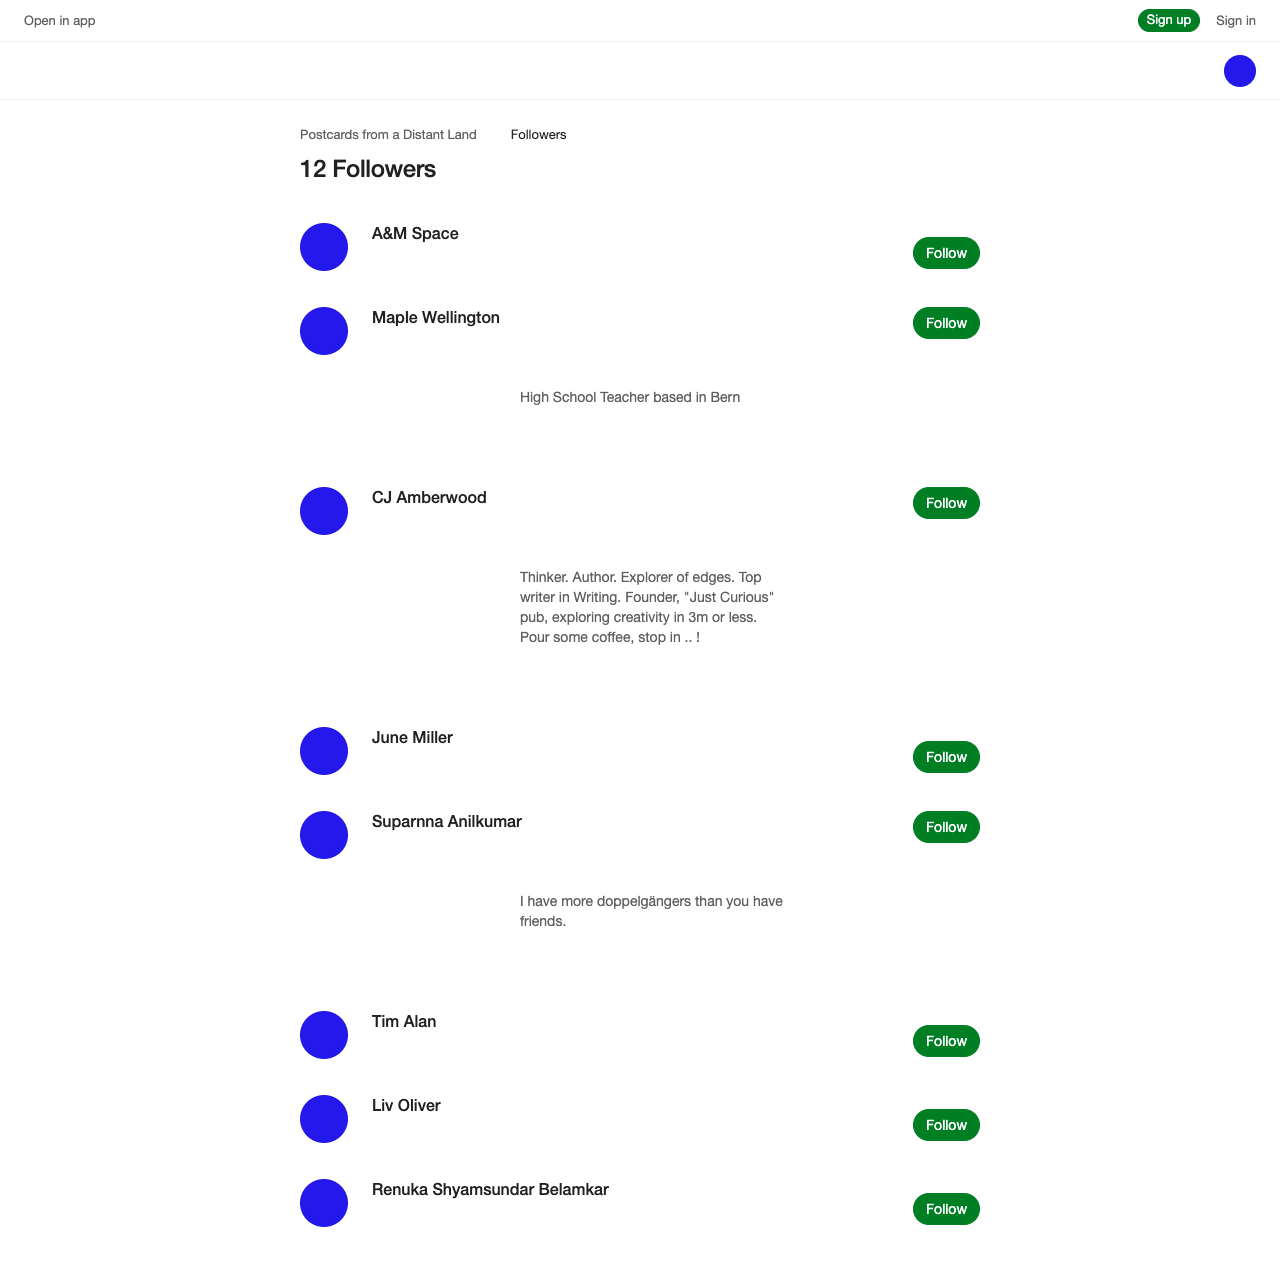 Open in app
Sign up
Sign in
Postcards from a Distant Land
Followers
12 Followers
A&M Space
Follow
Maple Wellington
Follow
High School Teacher based in Bern
CJ Amberwood
Follow
Thinker. Author. Explorer of edges. Top
writer in Writing. Founder, "Just Curious"
pub, exploring creativity in 3m or less.
Pour some coffee, stop in .. !
June Miller
Follow
Suparnna Anilkumar
Follow
I have more doppelgängers than you have
friends.
Tim Alan
Follow
Liv Oliver
Follow
Renuka Shyamsundar Belamkar
Follow